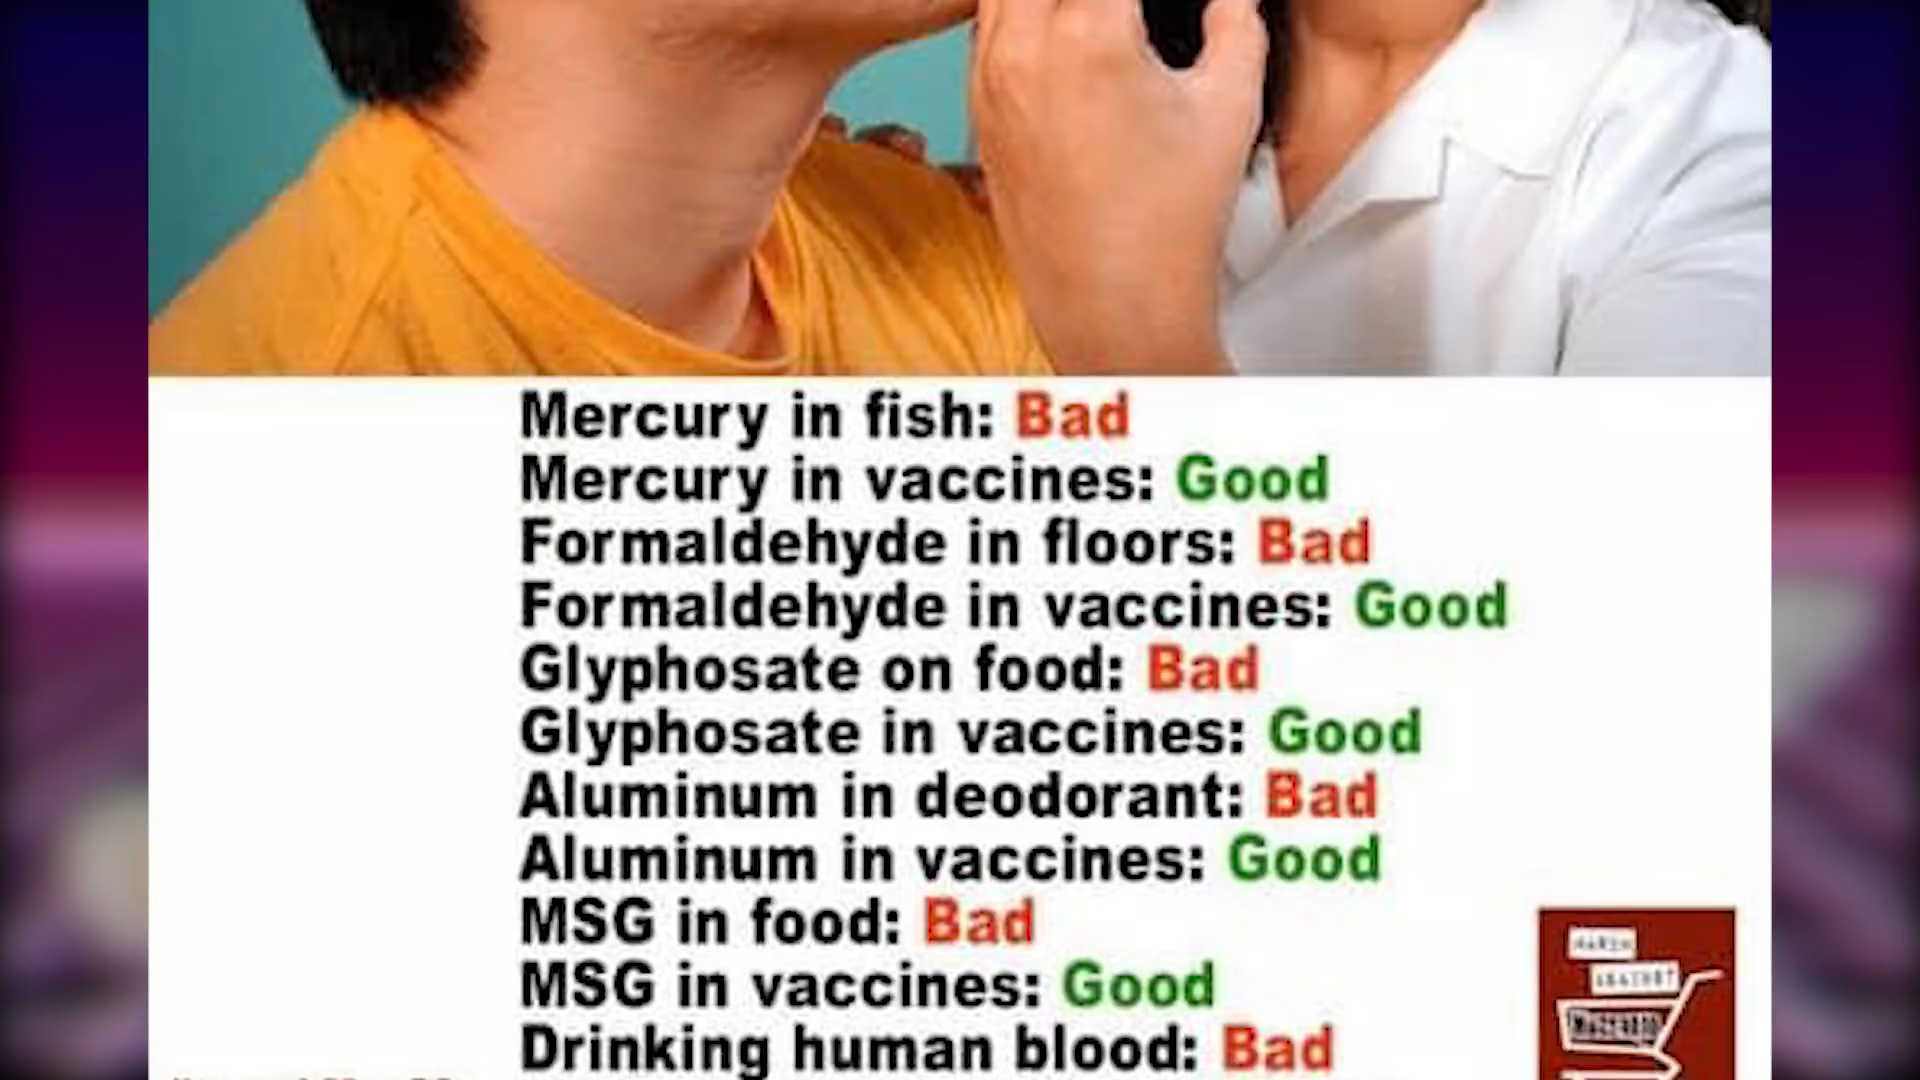 Mercury in fish: Bad
Mercury in vaccines: Good
Formaldehyde in floors: Bad
Formaldehyde in vaccines: Good
Glyphosate on food: Bad
Glyphosate in vaccines: Good
Aluminum in deodorant: Bad
Aluminum in vaccines: Good
MSG in food: Bad
MSG in vaccines: Good
Drinking human blood: Bad
MARCH
AGAINST